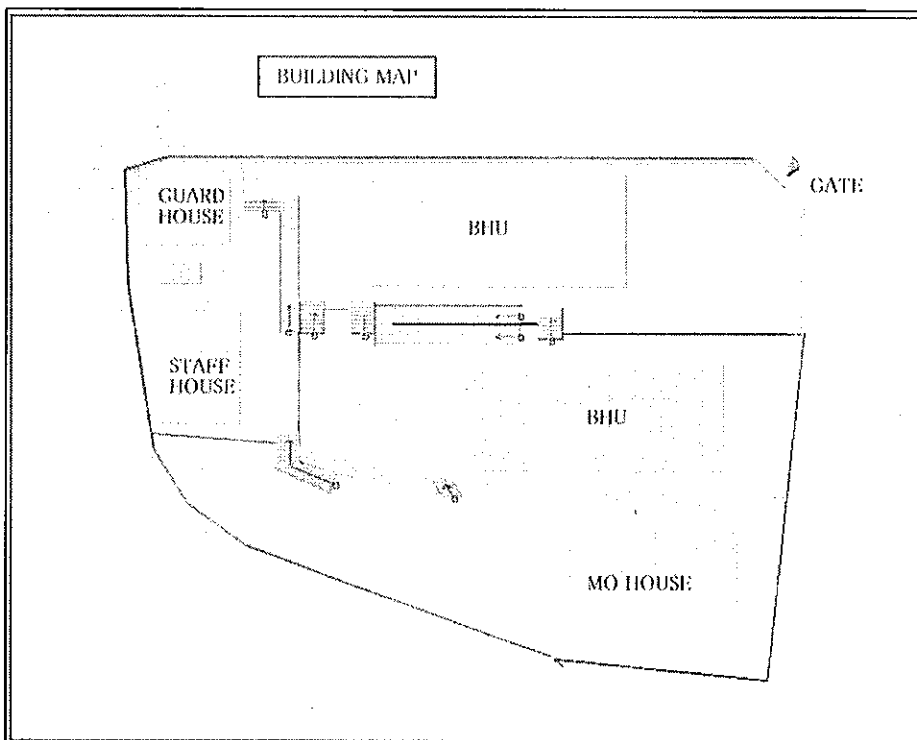 BUILDING MAP
GATE
GUARD
HOUSE
BHU
STAFF
HOUSE
BHU
MO HOUSE